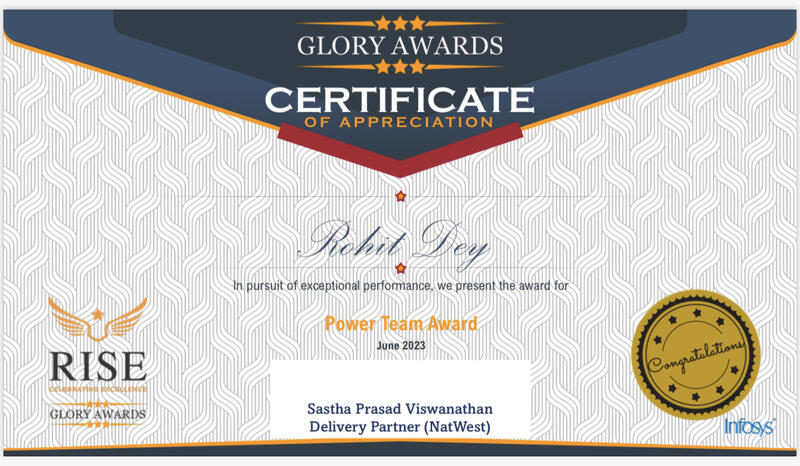 GLORY AWARDS
CERTIFICATE
OF APPRECIATION
Rohit Dey
In pursuit of exceptional performance, we present the award for
Power Team Award
June 2023
RISE
CELEBRATING EXCELLENCE
GLORY AWARDS
Sastha Prasad Viswanathan
Delivery Partner (NatWest)
Congratulations
Infosys®